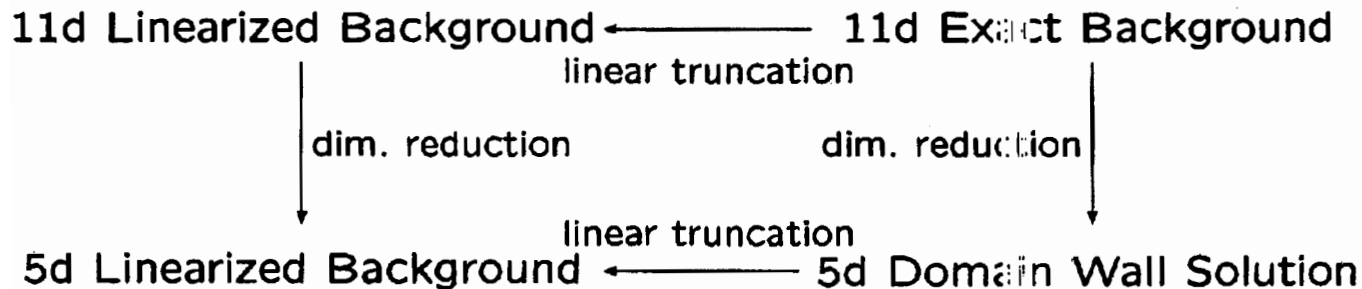 11d Linearized Background 11d Exact Background
linear truncation
dim. reduction dim. reduction
linear truncation
5d Linearized Background 5d Domain Wall Solution